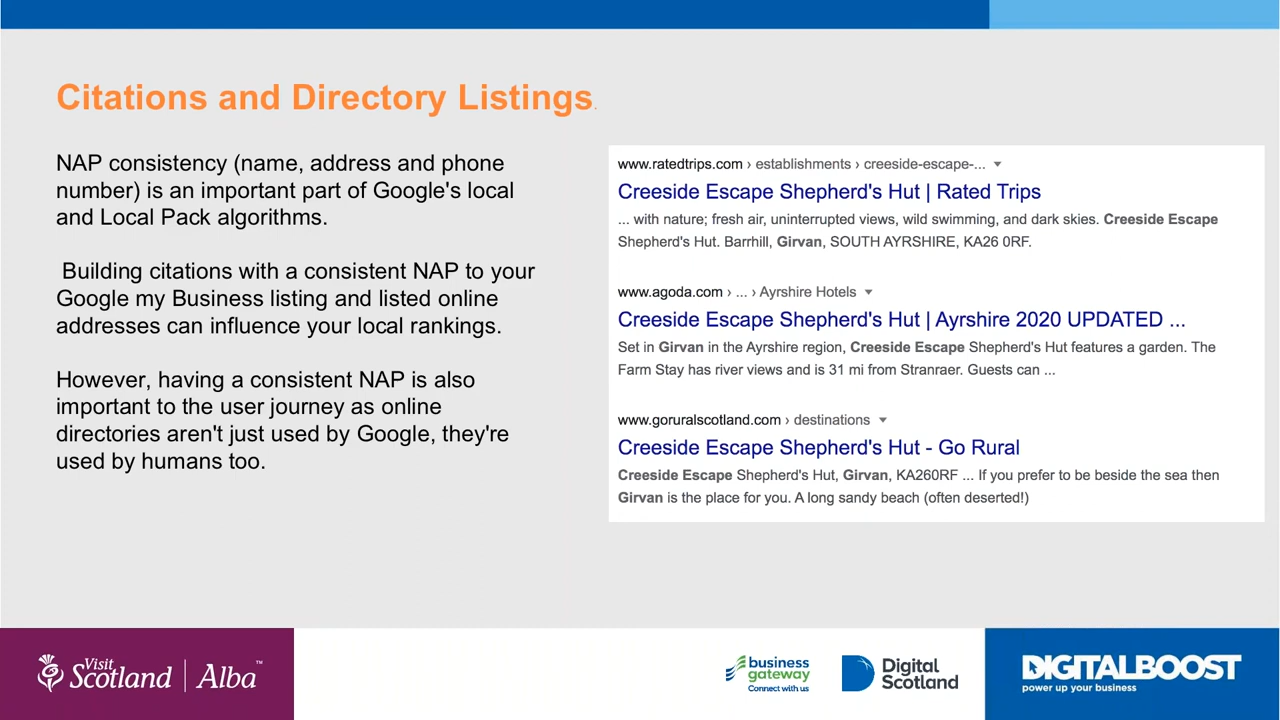 Citations and Directory Listings.
NAP consistency (name, address and phone
number) is an important part of Google's local
and Local Pack algorithms.
Building citations with a consistent NAP to your
Google my Business listing and listed online
addresses can influence your local rankings.
However, having a consistent NAP is also
important to the user journey as online
directories aren't just used by Google, they're
used by humans too.
www.ratedtrips.com › establishments › creeside-escape-...
Creeside Escape Shepherd's Hut | Rated Trips
... with nature; fresh air, uninterrupted views, wild swimming, and dark skies. Creeside Escape
Shepherd's Hut. Barrhill, Girvan, SOUTH AYRSHIRE, KA26 0RF.
www.agoda.com › ... › Ayrshire Hotels
Creeside Escape Shepherd's Hut | Ayrshire 2020 UPDATED ...
Set in Girvan in the Ayrshire region, Creeside Escape Shepherd's Hut features a garden. The
Farm Stay has river views and is 31 mi from Stranraer. Guests can ...
www.goruralscotland.com › destinations
Creeside Escape Shepherd's Hut - Go Rural
Creeside Escape Shepherd's Hut, Girvan, KA260RF ... If you prefer to be beside the sea then
Girvan is the place for you. A long sandy beach (often deserted!)
Visit
Scotland | Alba™
business
gateway
Connect with us
Digital
Scotland
DIGITALBOOST
power up your business